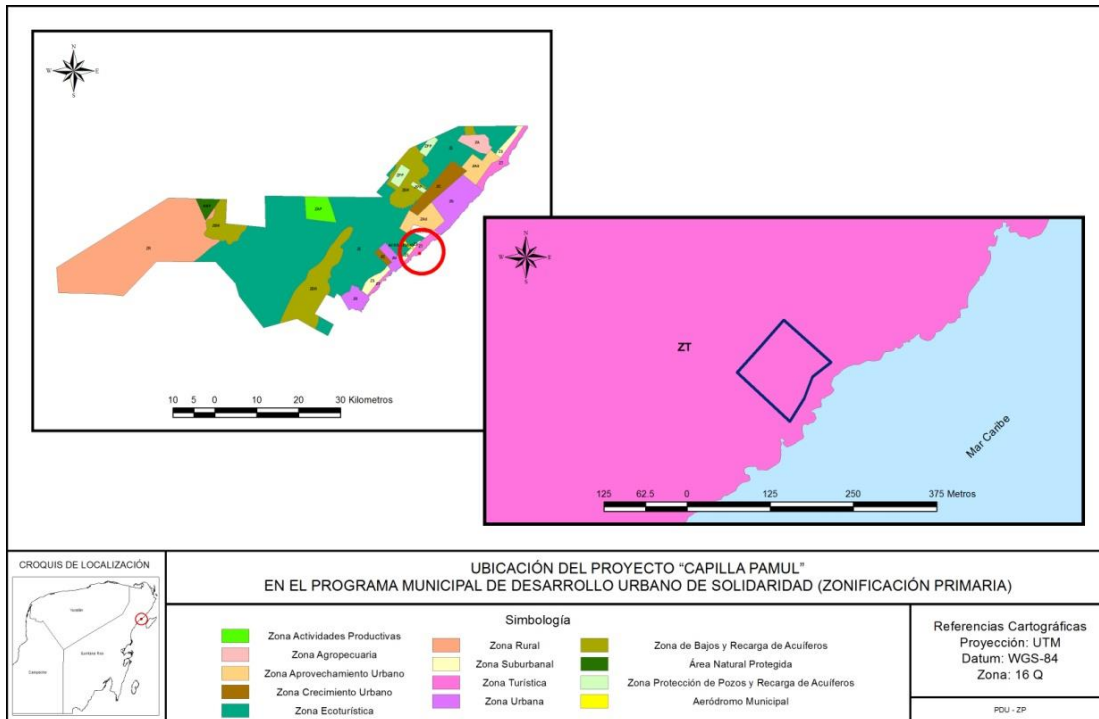 N
W E
S
10 5 0 10 20 30 Kilometros
N
W E
S
ZT
Mar Caribe
125 62.5 0 125 250 375 Metros
CROQUIS DE LOCALIZACIÓN
Quintana Roo
UBICACIÓN DEL PROYECTO “CAPILLA PAMUL”
EN EL PROGRAMA MUNICIPAL DE DESARROLLO URBANO DE SOLIDARIDAD (ZONIFICACIÓN PRIMARIA)
Simbología
Zona Actividades Productivas
Zona Agropecuaria
Zona Aprovechamiento Urbano
Zona Crecimiento Urbano
Zona Ecoturística
Zona Rural
Zona Suburbanal
Zona Turística
Zona Urbana
Zona de Bajos y Recarga de Acuíferos
Área Natural Protegida
Zona Protección de Pozos y Recarga de Acuíferos
Aeródromo Municipal
Referencias Cartográficas
Proyección: UTM
Datum: WGS-84
Zona: 16 Q
PDU - ZP